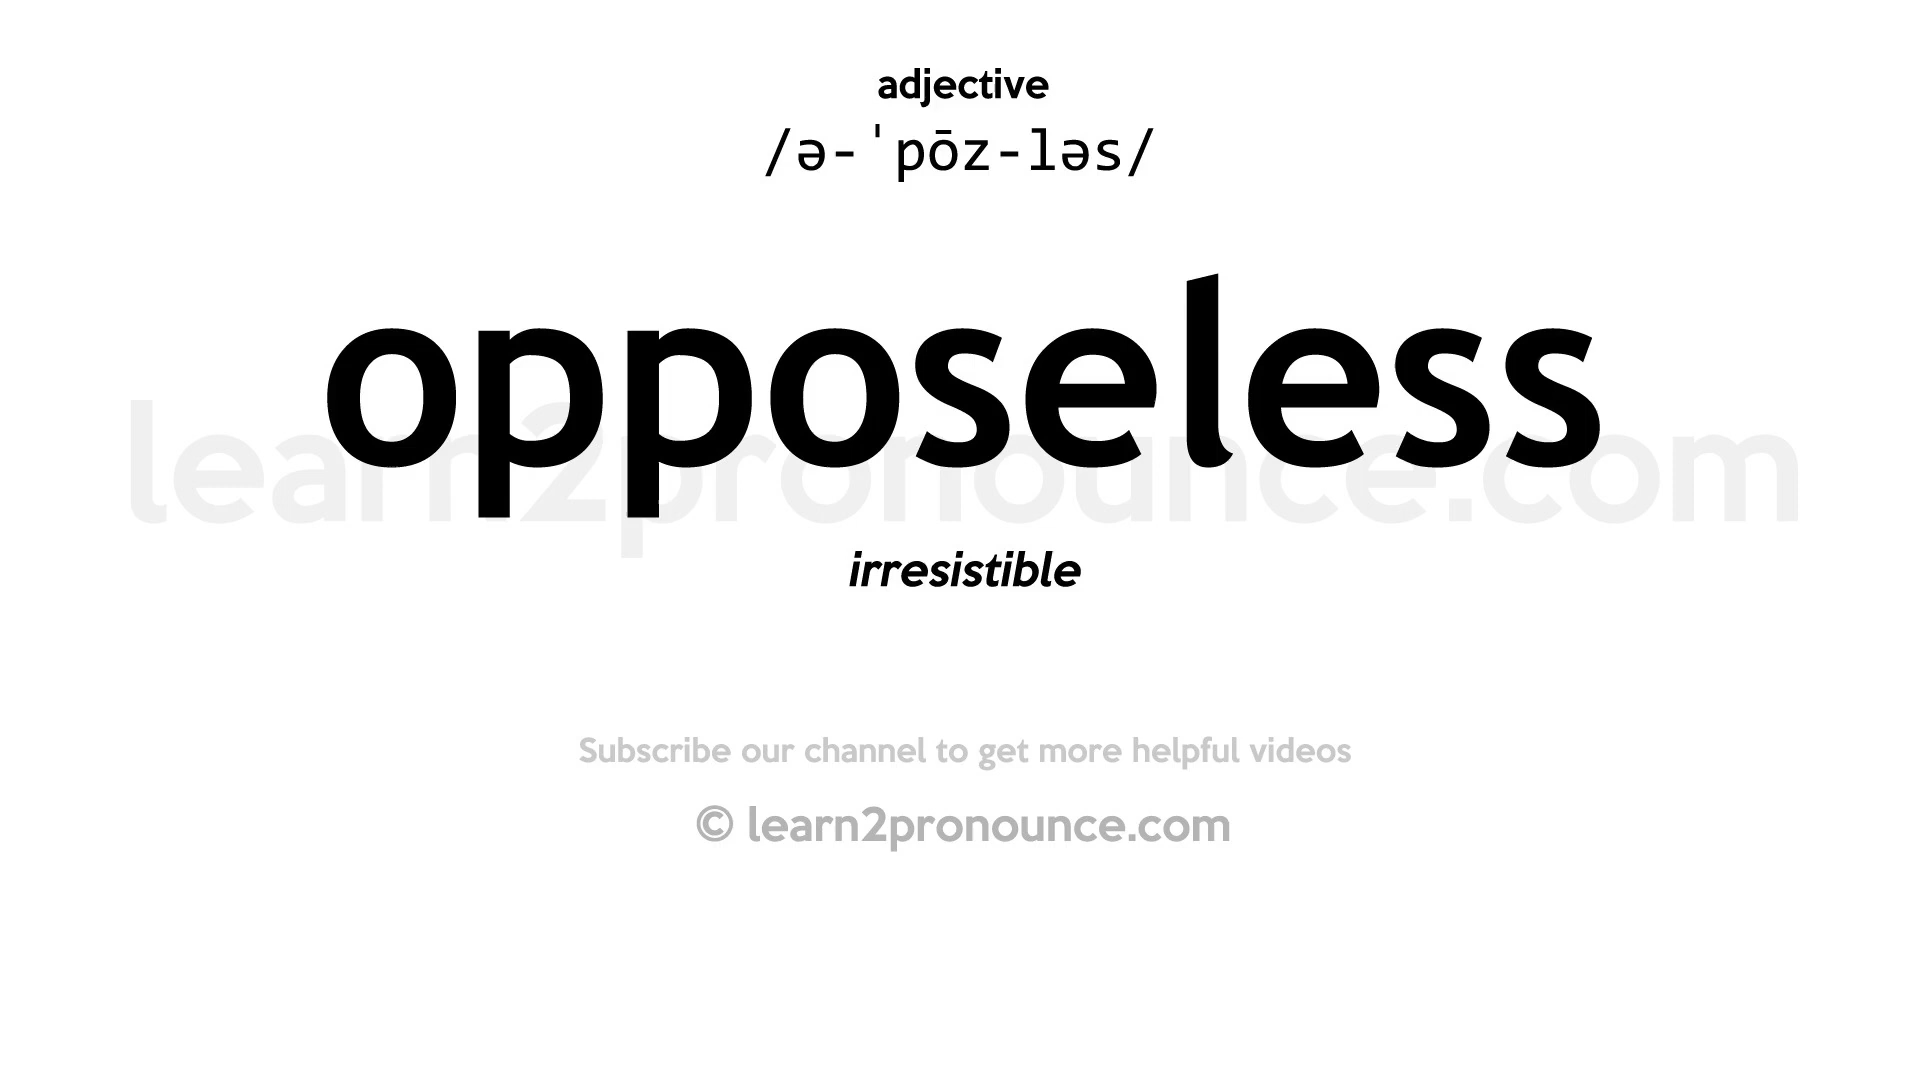 adjective
/ə-ˈpōz-ləs/
opposeless
learn2pronounce.com
irresistible
Subscribe our channel to get more helpful videos
© learn2pronounce.com